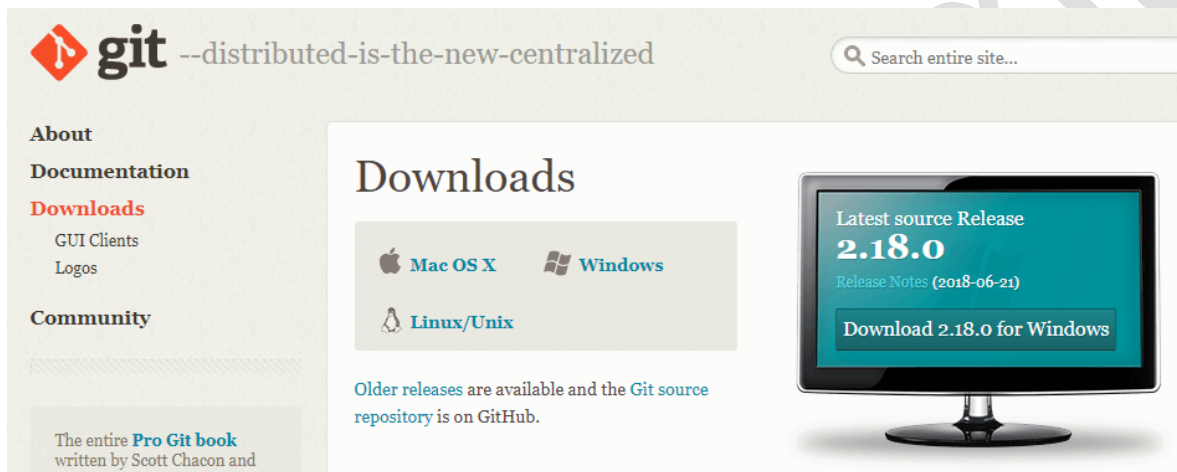 git --distributed-is-the-new-centralized
Search entire site...
About
Documentation
Downloads
GUI Clients
Logos
Community
The entire Pro Git book
written by Scott Chacon and
Downloads
Mac OS X
Windows
Linux/Unix
Older releases are available and the Git source
repository is on GitHub.
Latest source Release
2.18.0
Release Notes (2018-06-21)
Download 2.18.0 for Windows